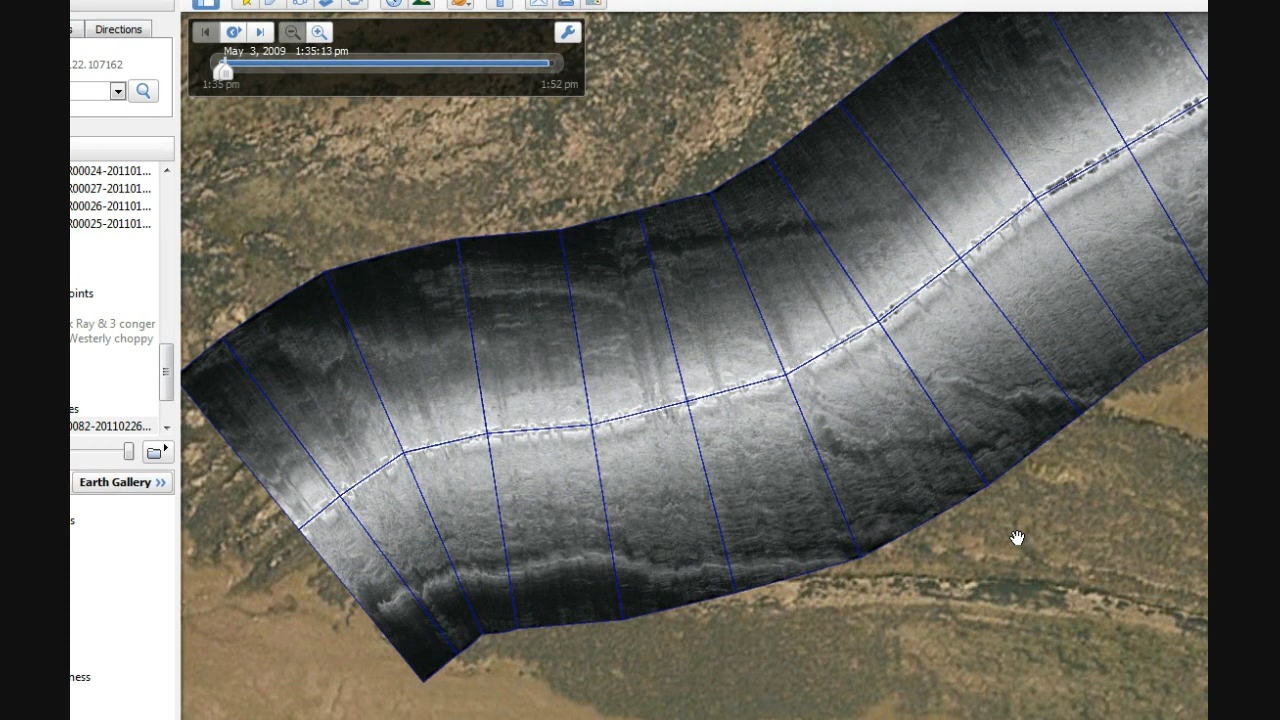 s
Directions
May 3, 2009 1:35:13 pm
22.107162
1:35 pm
1:52 pm
R00024-201101...
R00027-201101...
R00026-201101...
R00025-201101...
oints
k Ray & 3 conger
Westerly choppy
es
0082-20110226...
Earth Gallery »
s
ness